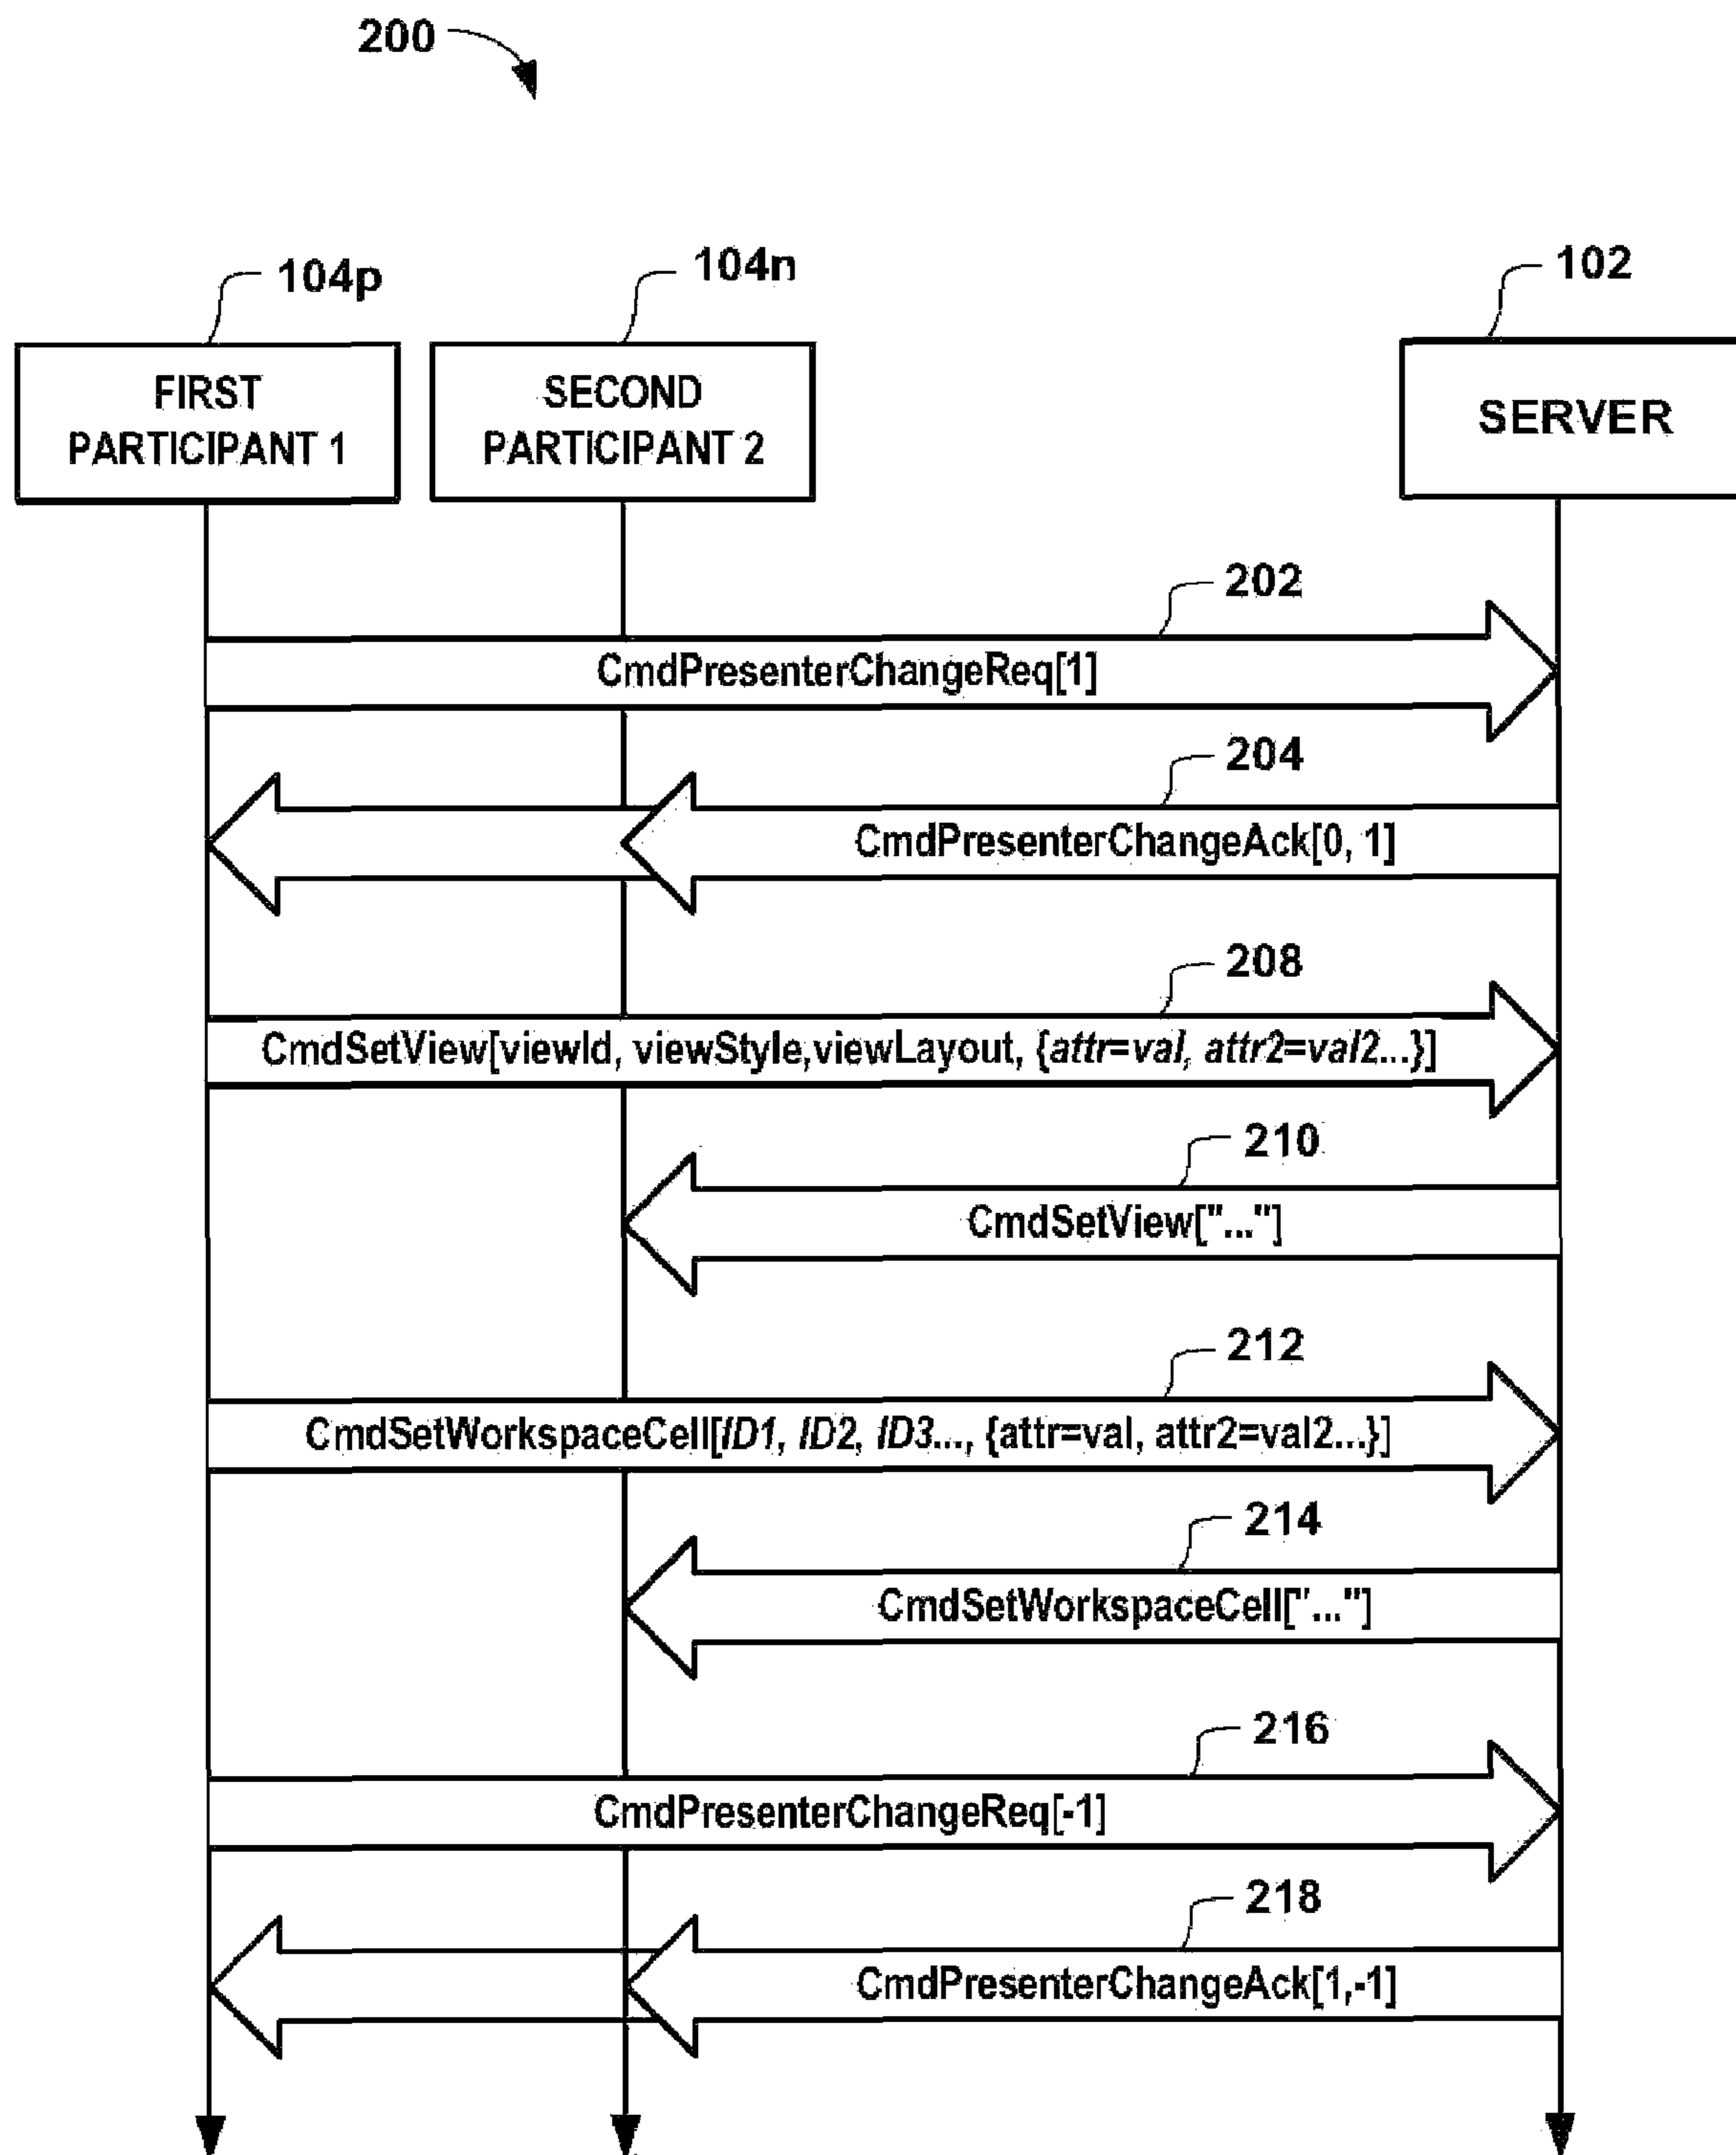 200
104p
104n
102
FIRST
PARTICIPANT 1
SECOND
PARTICIPANT 2
SERVER
202
CmdPresenterChangeReq[1]
204
CmdPresenterChangeAck[0, 1]
208
CmdSetView[viewId, viewStyle,viewLayout, {attr=val, attr2=val2...}]
210
CmdSetView["..."]
212
CmdSetWorkspaceCell[ID1, ID2, ID3..., {attr=val, attr2=val2...}]
214
CmdSetWorkspaceCell["..."]
216
CmdPresenterChangeReq[-1]
218
CmdPresenterChangeAck[1,-1]